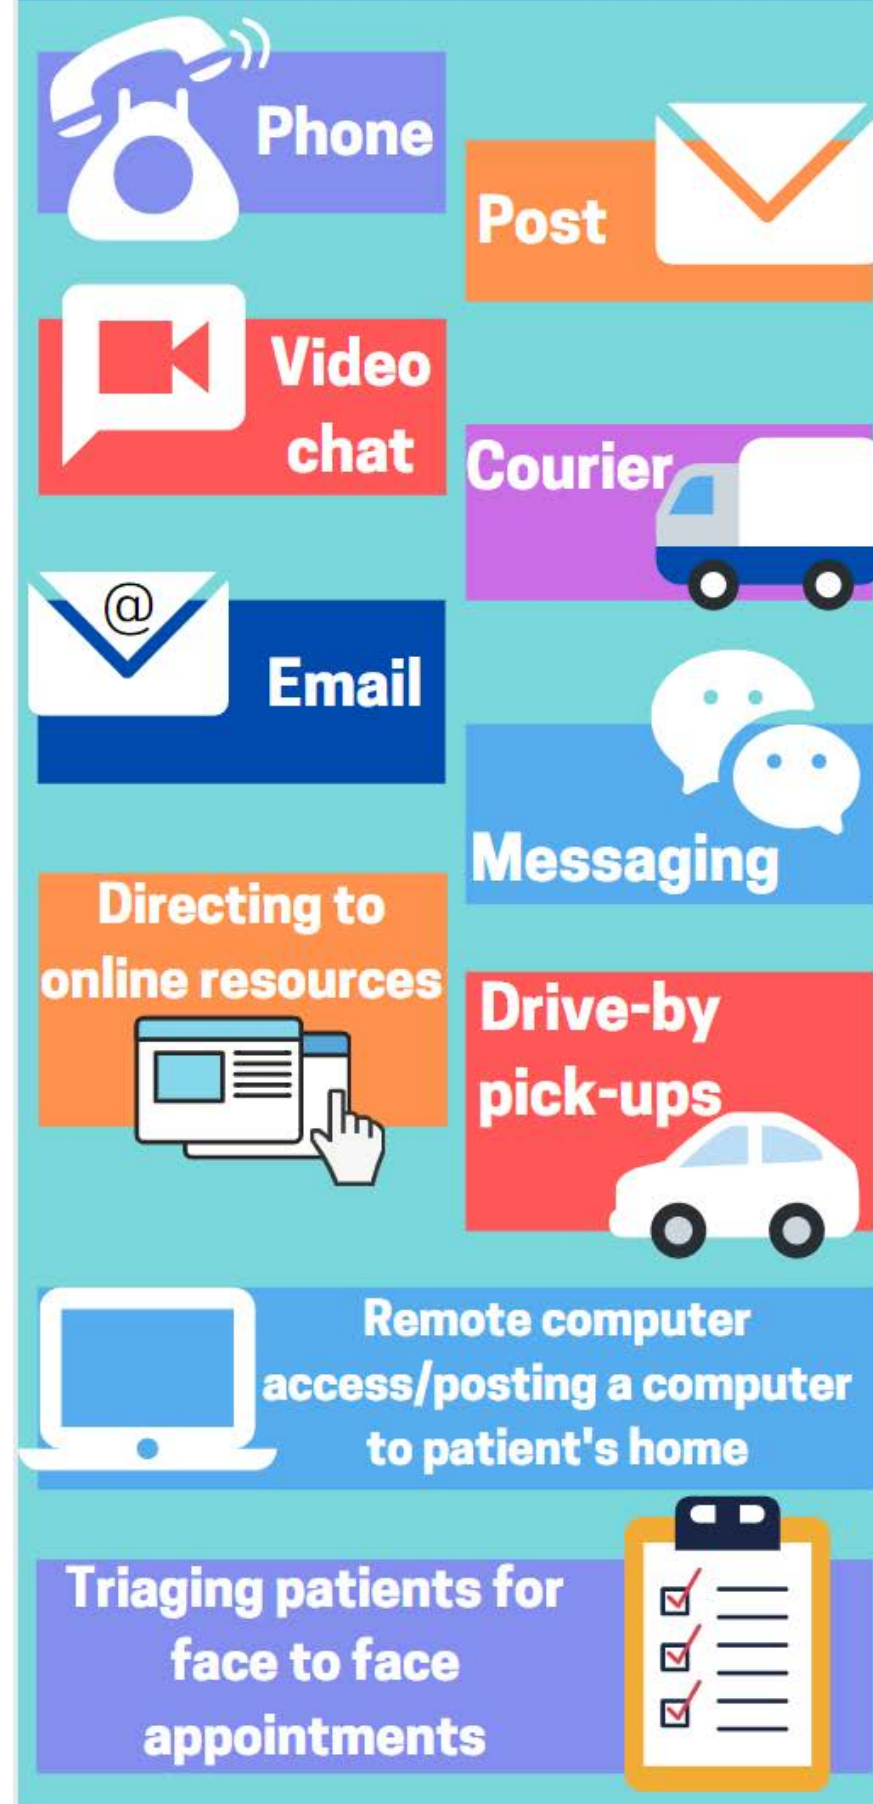 Phone
Post
Video
chat
Courier
@
Email
Messaging
Directing to
online resources
Drive-by
pick-ups
Remote computer
access/posting a computer
to patient's home
Triaging patients for
face to face
appointments